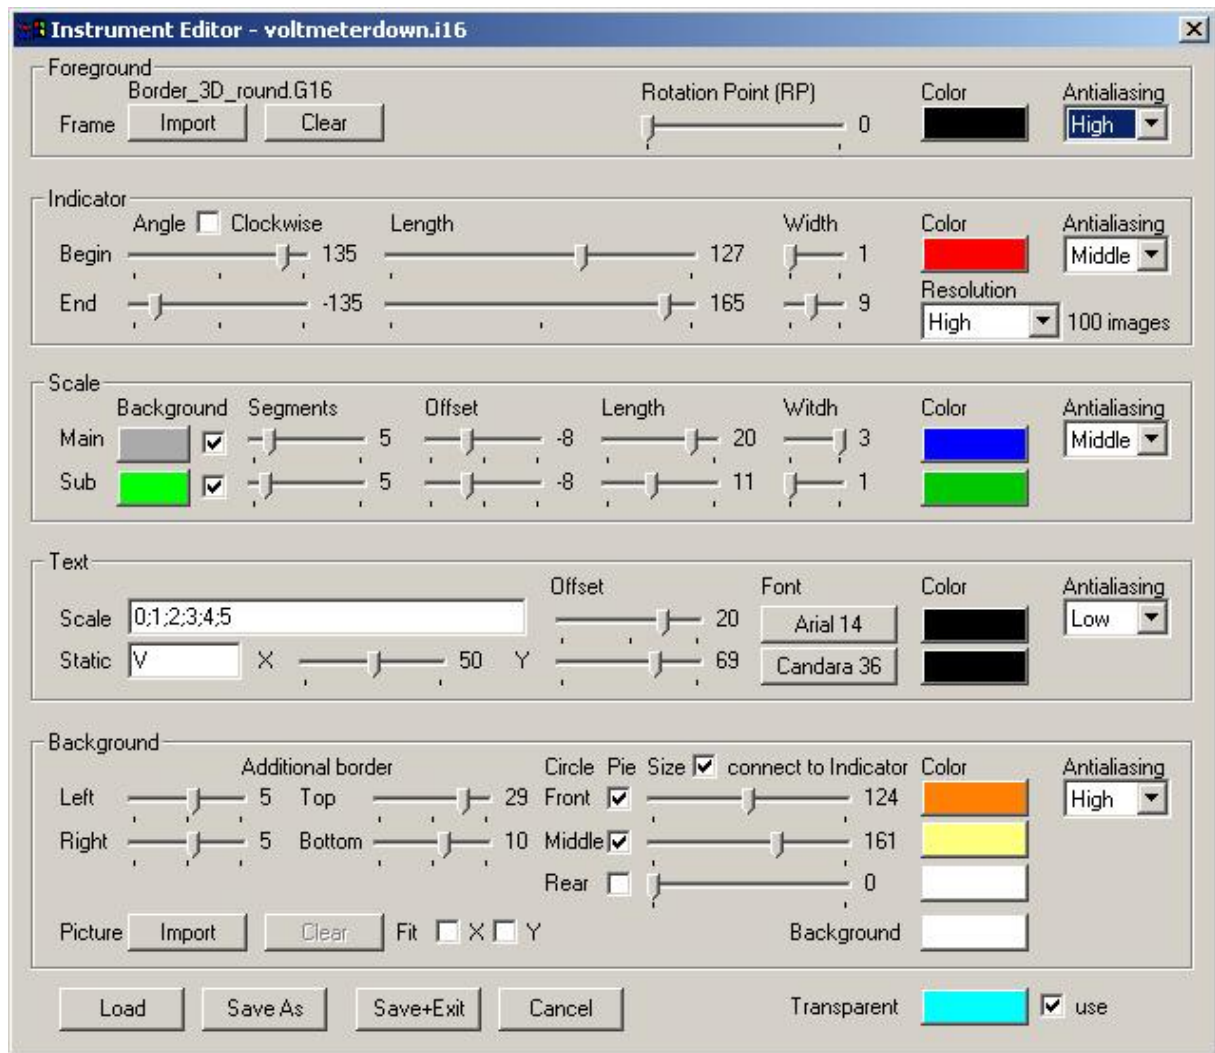 Instrument Editor - voltmeterdown.i16
Foreground
Border_3D_round.G16 Rotation Point (RP) Color Antialiasing
Frame Import Clear 0 High
Indicator
Angle Clockwise Length Width Color Antialiasing
Begin 135 127 1 Middle
Resolution
End -135 165 9 High 100 images
Scale
Background Segments Offset Length Witdh Color Antialiasing
Main 5 -8 20 3 Middle
Sub 5 -8 11 1
Text
Offset Font Color Antialiasing
Scale 0;1;2;3;4;5 20 Arial 14 Low
Static V X 50 Y 69 Candara 36
Background
Additional border Circle Pie Size connect to Indicator Color Antialiasing
Left 5 Top 29 Front 124 High
Right 5 Bottom 10 Middle 161
Rear 0
Picture Import Clear Fit X Y Background
Load Save As Save+Exit Cancel Transparent use